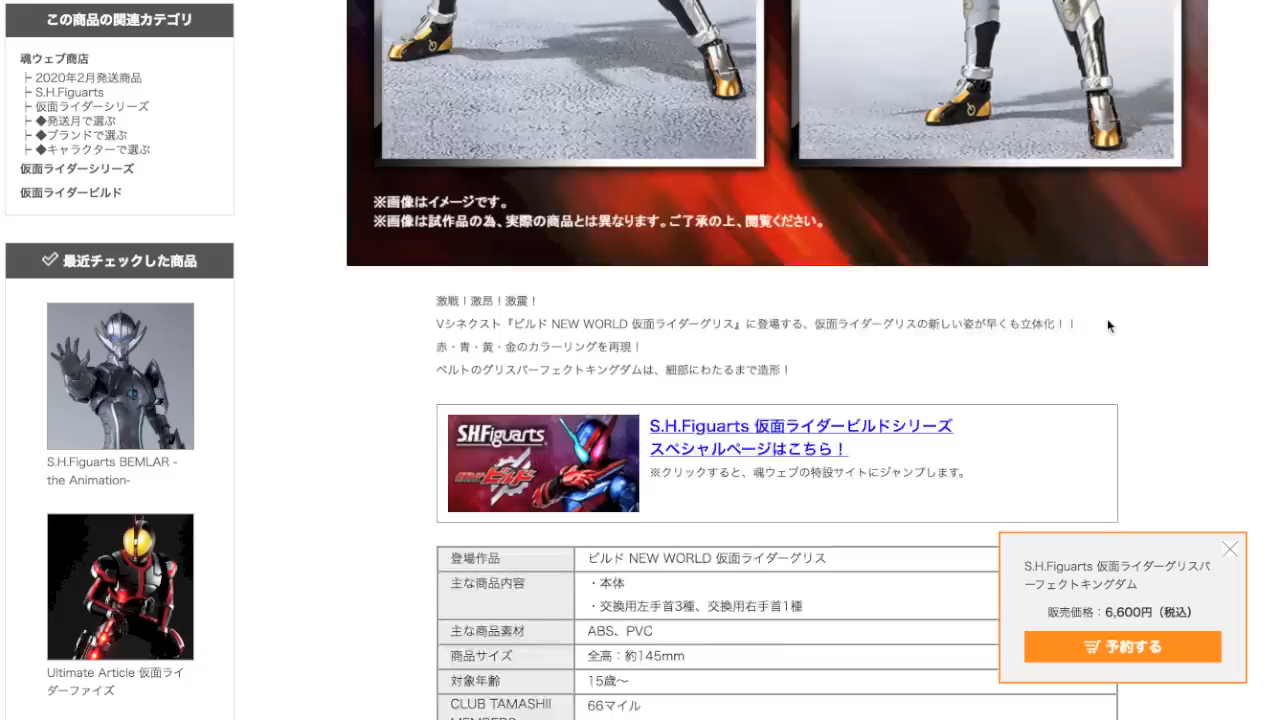 この商品の関連カテゴリ
魂ウェブ商店
├ 2020年2月発送商品
├ S.H.Figuarts
├ 仮面ライダーシリーズ
├ ◆発送月で選ぶ
├ ◆ブランドで選ぶ
├ ◆キャラクターで選ぶ
仮面ライダーシリーズ
仮面ライダービルド
最近チェックした商品
S.H.Figuarts BEMLAR -
the Animation-
Ultimate Article 仮面ライ
ダーファイズ
※画像はイメージです。
※画像は試作品の為、実際の商品とは異なります。ご了承の上、閲覧ください。
激戦！激昂！激震！
Vシネクスト『ビルド NEW WORLD 仮面ライダーグリス』に登場する、仮面ライダーグリスの新しい姿が早くも立体化！！
赤・青・黄・金のカラーリングを再現！
ベルトのグリスパーフェクトキングダムは、細部にわたるまで造形！
S.H.Figuarts
仮面ライダービルド
S.H.Figuarts 仮面ライダービルドシリーズ
スペシャルページはこちら！
※クリックすると、魂ウェブの特設サイトにジャンプします。
登場作品 ビルド NEW WORLD 仮面ライダーグリス
主な商品内容 ・本体
・交換用左手首3種、交換用右手首1種
主な商品素材 ABS、PVC
商品サイズ 全高：約145mm
対象年齢 15歳～
CLUB TAMASHII 66マイル
MEMBERS
S.H.Figuarts 仮面ライダーグリスパ
ーフェクトキングダム
販売価格：6,600円（税込）
予約する